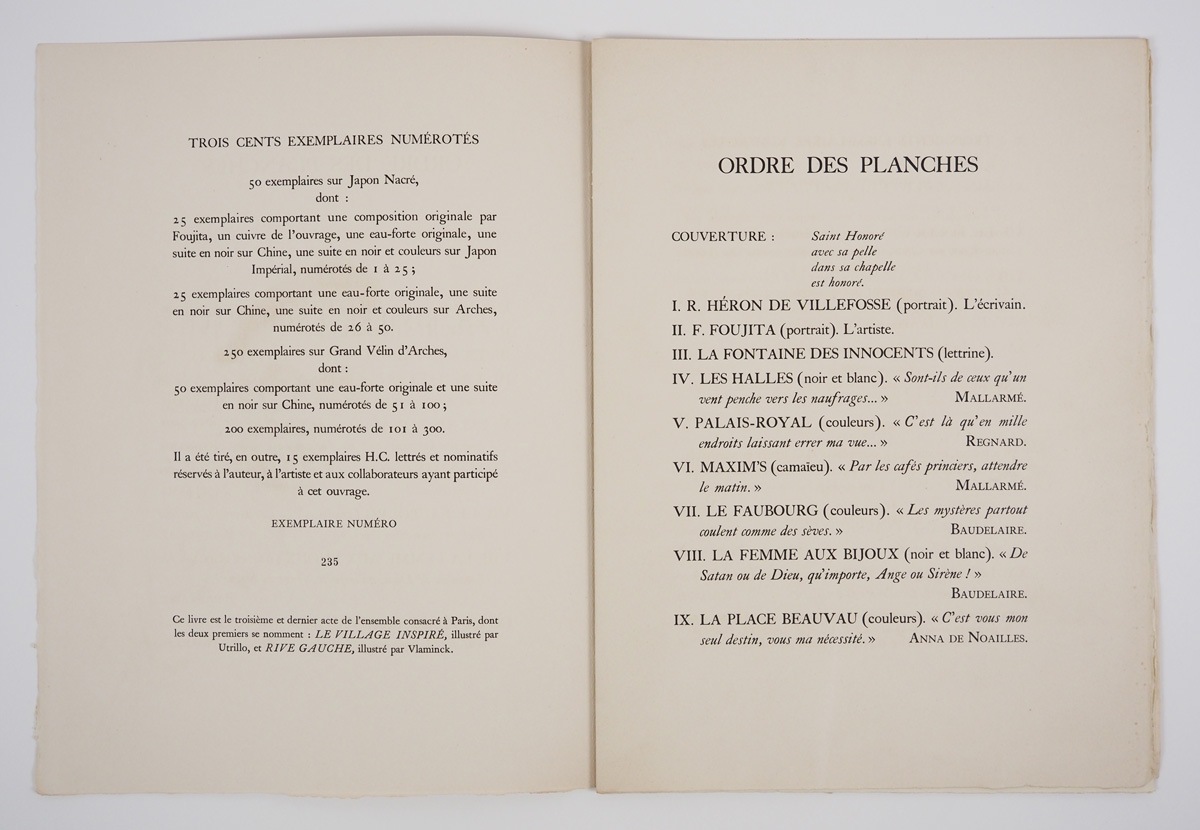 TROIS CENTS EXEMPLAIRES NUMÉROTÉS
50 exemplaires sur Japon Nacré,
dont :
25 exemplaires comportant une composition originale par
Foujita, un cuivre de l'ouvrage, une eau-forte originale, une
suite en noir sur Chine, une suite en noir et couleurs sur Japon
Impérial, numérotés de 1 à 25 ;
25 exemplaires comportant une eau-forte originale, une suite
en noir sur Chine, une suite en noir et couleurs sur Arches,
numérotés de 26 à 50.
250 exemplaires sur Grand Vélin d'Arches,
dont :
50 exemplaires comportant une eau-forte originale et une suite
en noir sur Chine, numérotés de 51 à 100 ;
200 exemplaires, numérotés de 101 à 300.
Il a été tiré, en outre, 15 exemplaires H.C. lettrés et nominatifs
réservés à l'auteur, à l'artiste et aux collaborateurs ayant participé
à cet ouvrage.
EXEMPLAIRE NUMÉRO
235
Ce livre est le troisième et dernier acte de l'ensemble consacré à Paris, dont
les deux premiers se nomment : LE VILLAGE INSPIRÉ, illustré par
Utrillo, et RIVE GAUCHE, illustré par Vlaminck.
ORDRE DES PLANCHES
COUVERTURE : Saint Honoré
avec sa pelle
dans sa chapelle
est honoré.
I. R. HÉRON DE VILLEFOSSE (portrait). L'écrivain.
II. F. FOUJITA (portrait). L'artiste.
III. LA FONTAINE DES INNOCENTS (lettrine).
IV. LES HALLES (noir et blanc). « Sont-ils de ceux qu'un
vent penche vers les naufrages... » MALLARMÉ.
V. PALAIS-ROYAL (couleurs). « C'est là qu'en mille
endroits laissant errer ma vue... » REGNARD.
VI. MAXIM'S (camaïeu). « Par les cafés princiers, attendre
le matin. » MALLARMÉ.
VII. LE FAUBOURG (couleurs). « Les mystères partout
coulent comme des sèves. » BAUDELAIRE.
VIII. LA FEMME AUX BIJOUX (noir et blanc). « De
Satan ou de Dieu, qu'importe, Ange ou Sirène ! »
BAUDELAIRE.
IX. LA PLACE BEAUVAU (couleurs). « C'est vous mon
seul destin, vous ma nécessité. » ANNA DE NOAILLES.